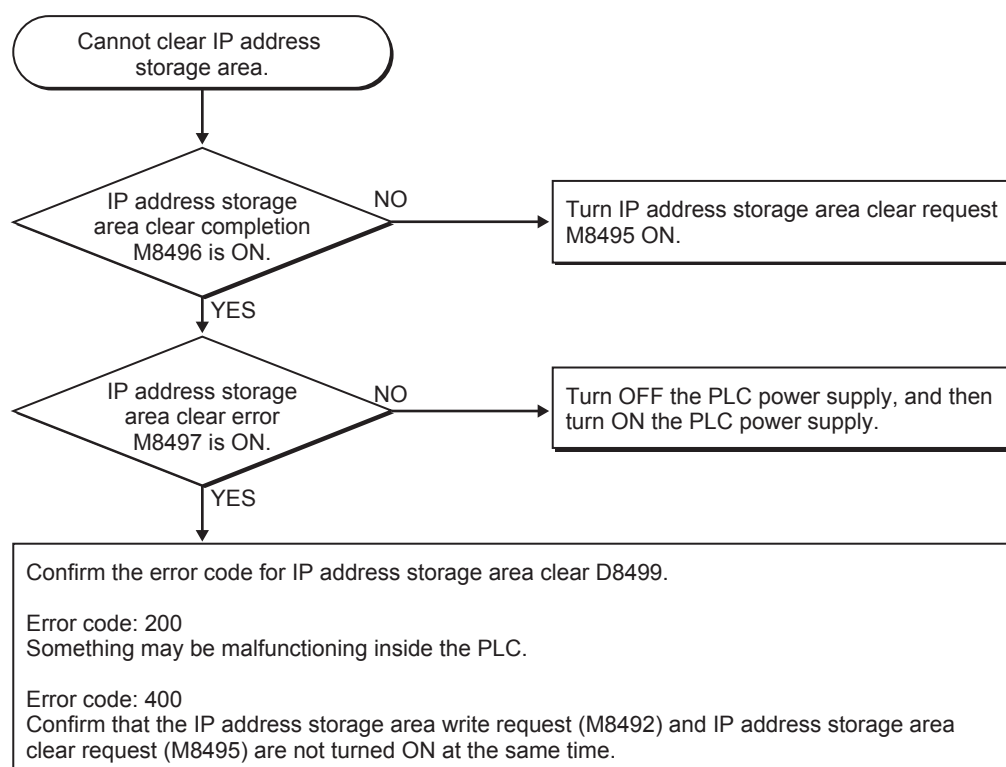 Cannot clear IP address
storage area.
IP address storage
area clear completion
M8496 is ON.
NO
Turn IP address storage area clear request
M8495 ON.
YES
IP address storage
area clear error
M8497 is ON.
NO
Turn OFF the PLC power supply, and then
turn ON the PLC power supply.
YES
Confirm the error code for IP address storage area clear D8499.
Error code: 200
Something may be malfunctioning inside the PLC.
Error code: 400
Confirm that the IP address storage area write request (M8492) and IP address storage area
clear request (M8495) are not turned ON at the same time.